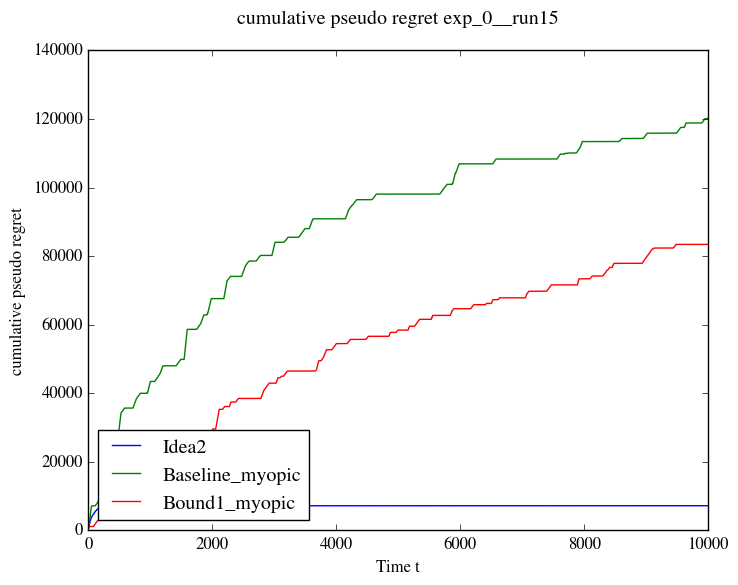 cumulative pseudo regret exp_0__run15
140000
120000
100000
80000
60000
40000
20000
0
cumulative pseudo regret
Idea2
Baseline_myopic
Bound1_myopic
0 2000 4000 6000 8000 10000
Time t